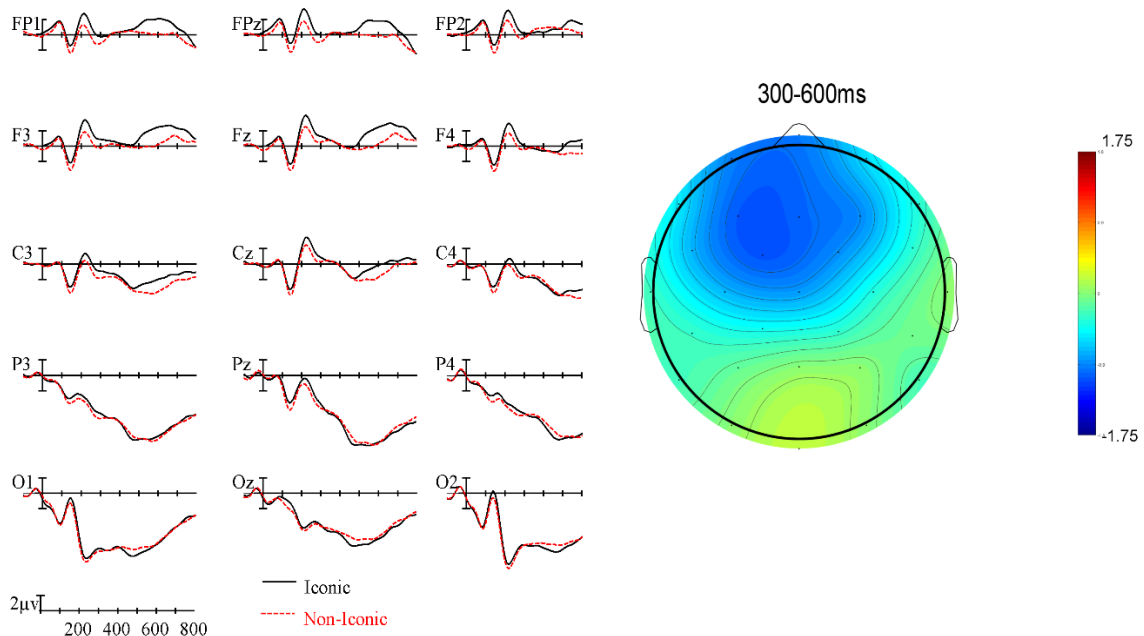 FP1 FPz FP2
300-600ms
1.75
F3 Fz F4
C3 Cz C4
P3 Pz P4
-1.75
O1 Oz O2
Iconic
2μv
Non-Iconic
200 400 600 800